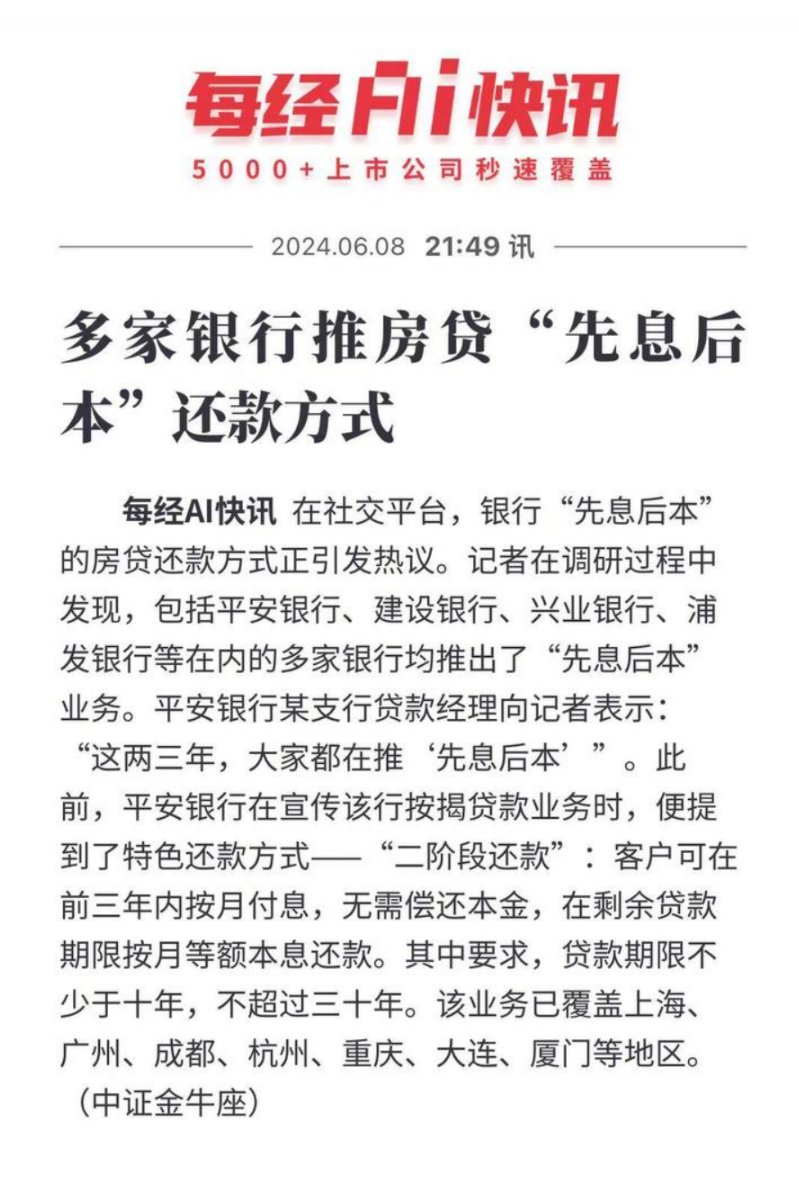 每经AI快讯
5000+上市公司秒速覆盖
2024.06.08 21:49 讯
多家银行推房贷“先息后
本”还款方式
每经AI快讯 在社交平台，银行“先息后本”
的房贷还款方式正引发热议。记者在调研过程中
发现，包括平安银行、建设银行、兴业银行、浦
发银行等在内的多家银行均推出了“先息后本”
业务。平安银行某支行贷款经理向记者表示：
“这两三年，大家都在推‘先息后本’”。此
前，平安银行在宣传该行按揭贷款业务时，便提
到了特色还款方式——“二阶段还款”：客户可在
前三年内按月付息，无需偿还本金，在剩余贷款
期限按月等额本息还款。其中要求，贷款期限不
少于十年，不超过三十年。该业务已覆盖上海、
广州、成都、杭州、重庆、大连、厦门等地区。
（中证金牛座）